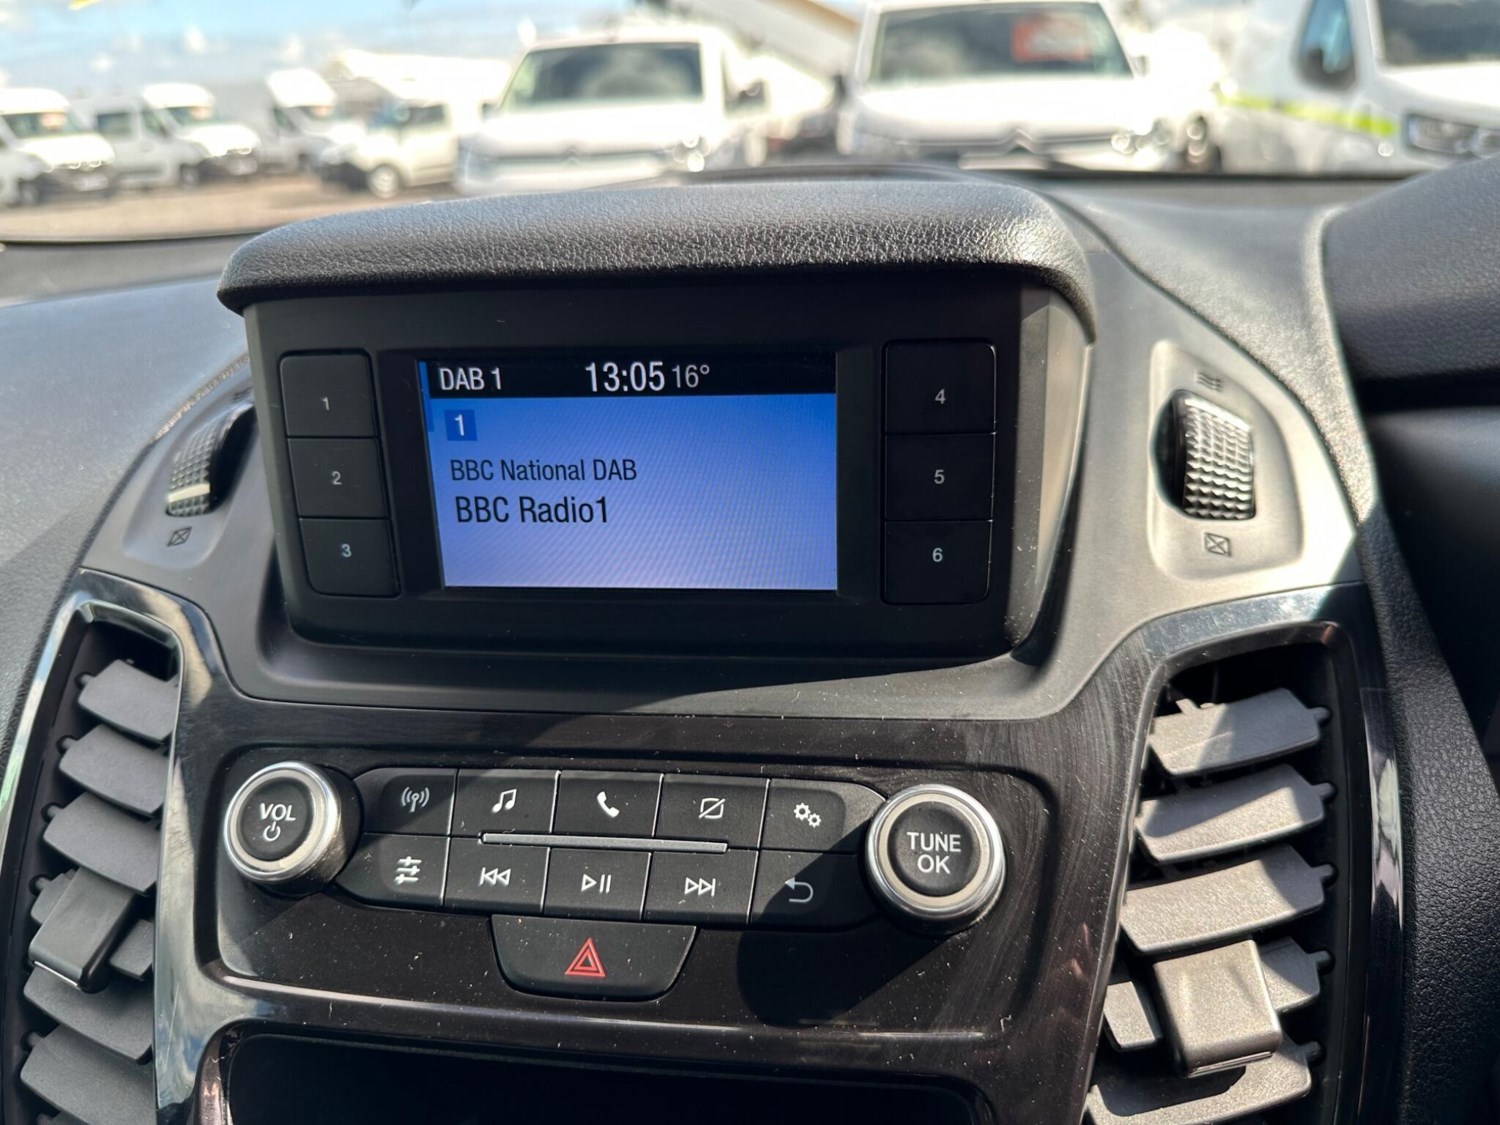 DAB 1 13:05 16°
1
BBC National DAB
BBC Radio1
1
2
3
4
5
6
VOL
TUNE
OK